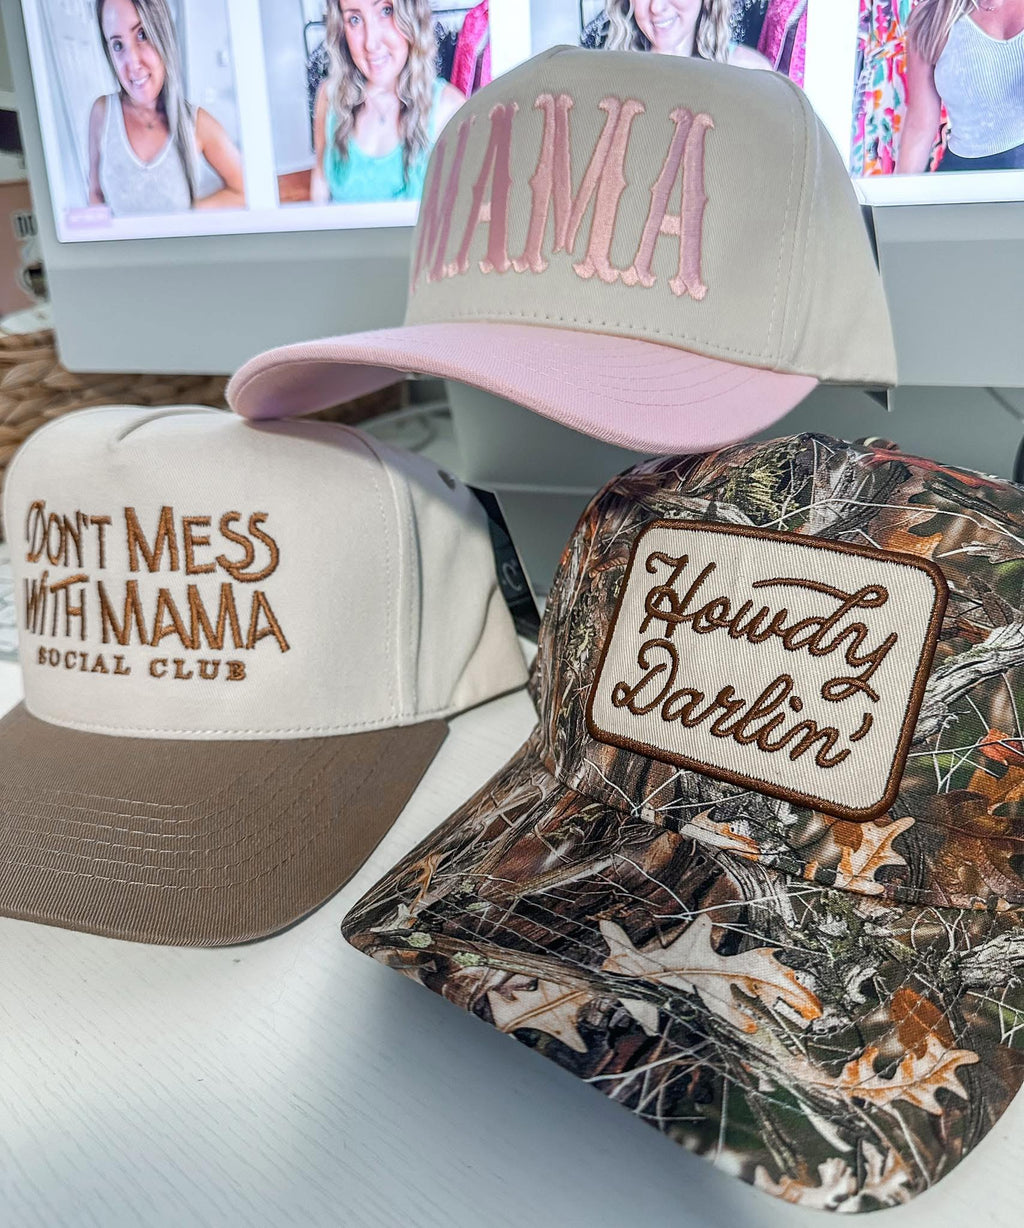 MAMA
DON'T MESS
WITH MAMA
SOCIAL CLUB
Howdy
Darlin'